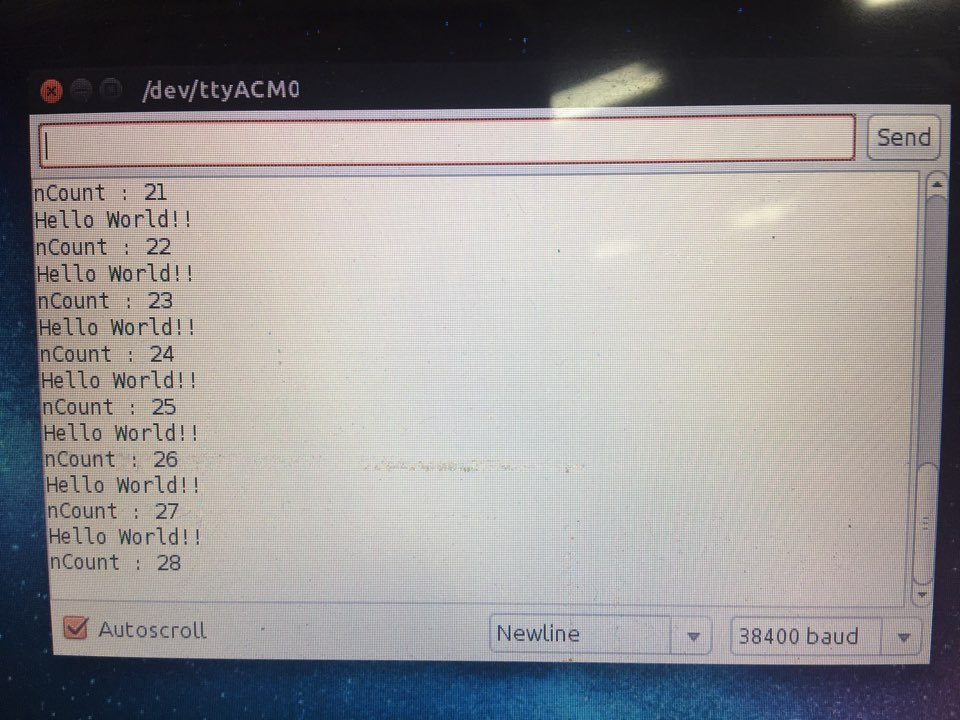 /dev/ttyACM0
Send
nCount : 21
Hello World!!
nCount : 22
Hello World!!
nCount : 23
Hello World!!
nCount : 24
Hello World!!
nCount : 25
Hello World!!
nCount : 26
Hello World!!
nCount : 27
Hello World!!
nCount : 28
Autoscroll
Newline
38400 baud